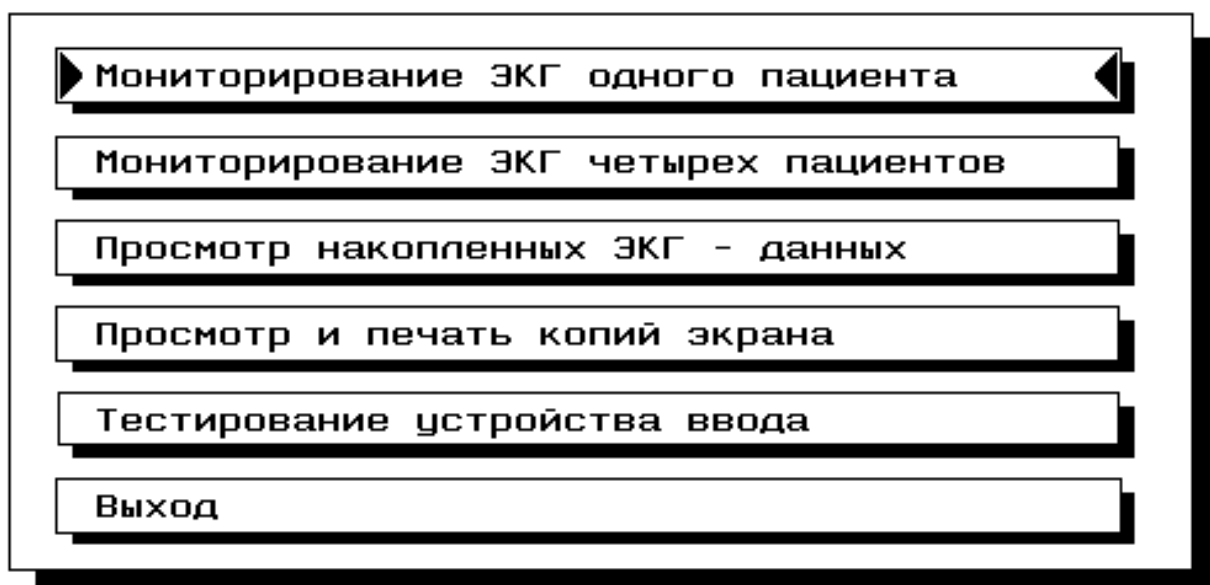 Мониторирование ЭКГ одного пациента
Мониторирование ЭКГ четырех пациентов
Просмотр накопленных ЭКГ - данных
Просмотр и печать копий экрана
Тестирование устройства ввода
Выход